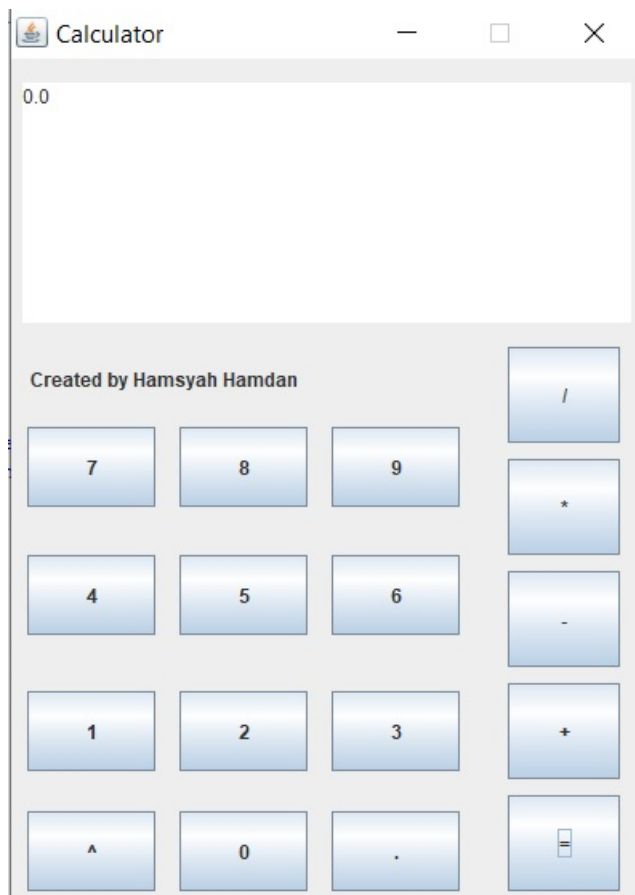 Calculator
0.0
Created by Hamsyah Hamdan
/
7 8 9
*
4 5 6
-
1 2 3
+
^ 0 .
=